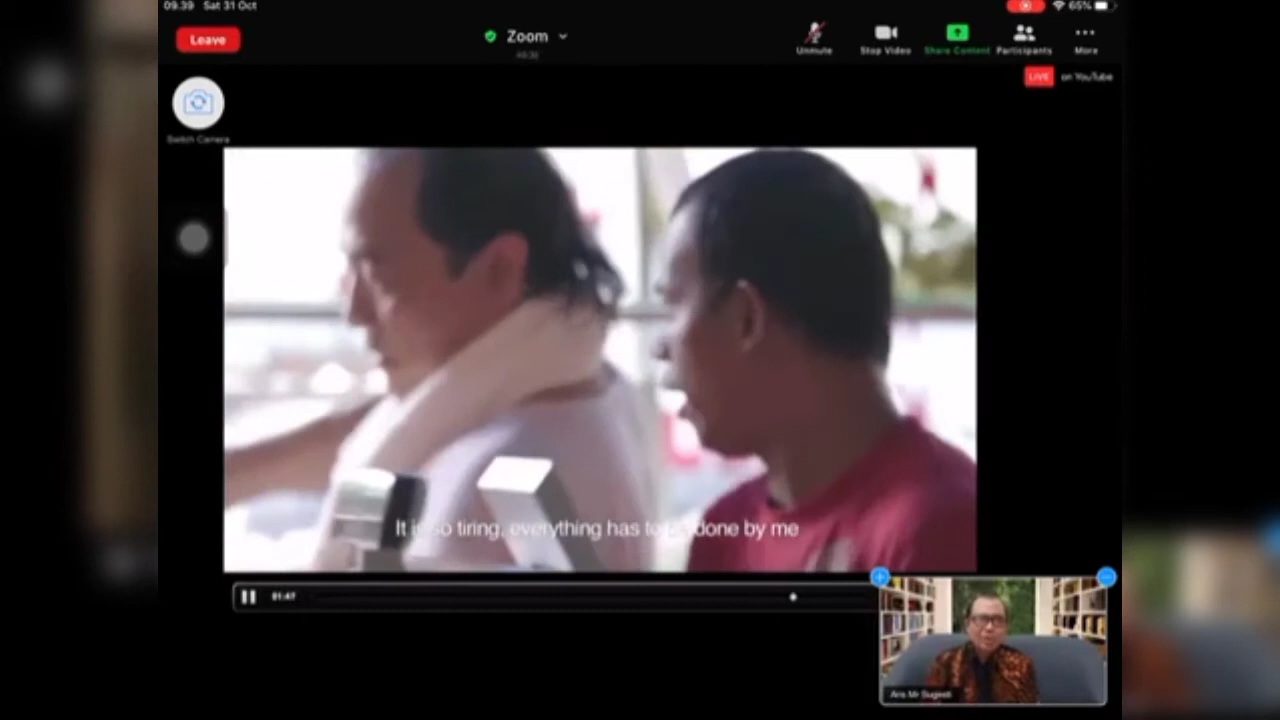 09.39 Sat 31 Oct
65%
Leave
Zoom
Unmute
Stop Video
Share Content
Participants
More
LIVE on YouTube
Switch Camera
It is so tiring, everything has to be done by me
01:47